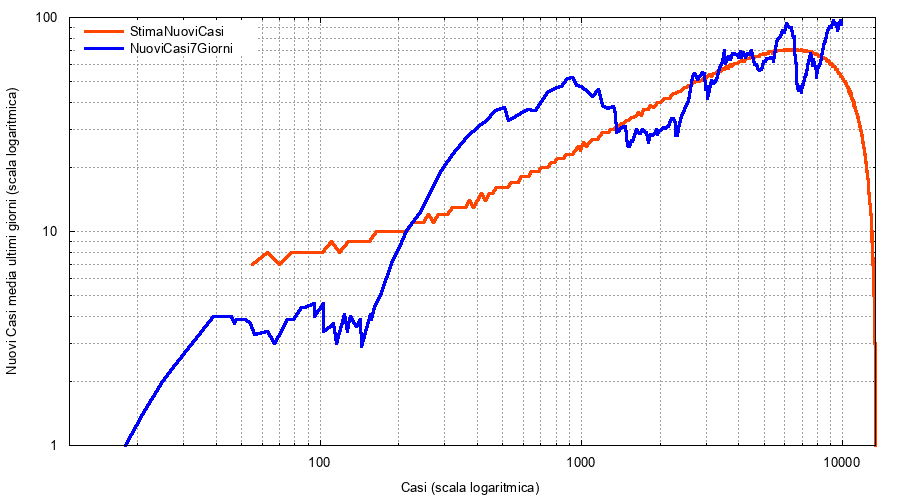 100
StimaNuoviCasi
NuoviCasi7Giorni
10
1
Nuovi Casi media ultimi giorni (scala logaritmica)
100
1000
10000
Casi (scala logaritmica)